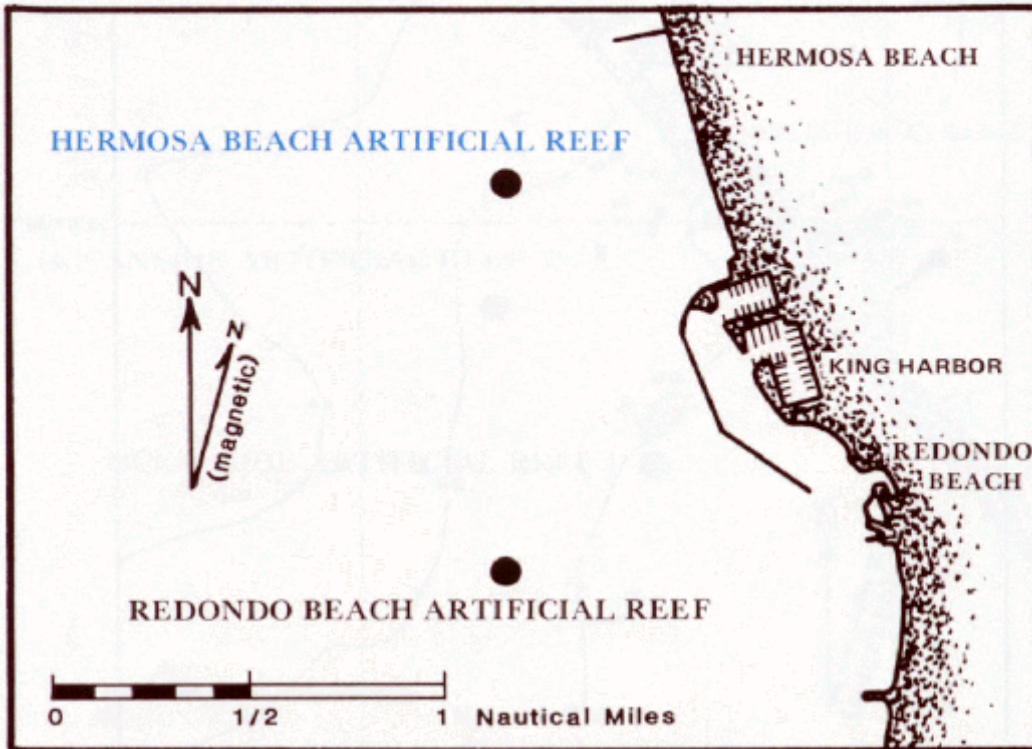 HERMOSA BEACH
HERMOSA BEACH ARTIFICIAL REEF
N
N
(magnetic)
KING HARBOR
REDONDO
BEACH
REDONDO BEACH ARTIFICIAL REEF
0 1/2 1 Nautical Miles